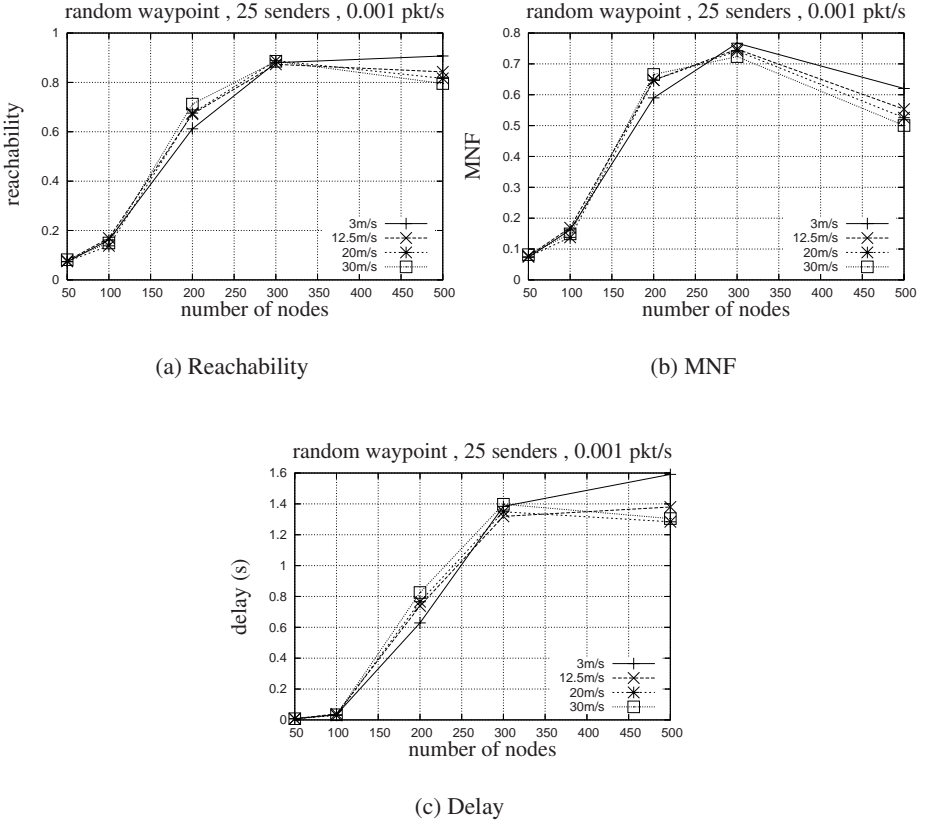 random waypoint , 25 senders , 0.001 pkt/s
1
0.8
0.6
0.4
0.2
0
reachability
3m/s
12.5m/s
20m/s
30m/s
50 100 150 200 250 300 350 400 450 500
number of nodes
(a) Reachability
random waypoint , 25 senders , 0.001 pkt/s
0.8
0.7
0.6
0.5
0.4
0.3
0.2
0.1
0
MNF
3m/s
12.5m/s
20m/s
30m/s
50 100 150 200 250 300 350 400 450 500
number of nodes
(b) MNF
random waypoint , 25 senders , 0.001 pkt/s
1.6
1.4
1.2
1
0.8
0.6
0.4
0.2
0
delay (s)
3m/s
12.5m/s
20m/s
30m/s
50 100 150 200 250 300 350 400 450 500
number of nodes
(c) Delay